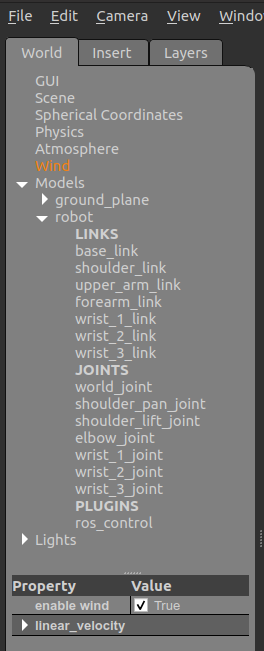 File Edit Camera View Windo
World Insert Layers
GUI
Scene
Spherical Coordinates
Physics
Atmosphere
Wind
Models
ground_plane
robot
LINKS
base_link
shoulder_link
upper_arm_link
forearm_link
wrist_1_link
wrist_2_link
wrist_3_link
JOINTS
world_joint
shoulder_pan_joint
shoulder_lift_joint
elbow_joint
wrist_1_joint
wrist_2_joint
wrist_3_joint
PLUGINS
ros_control
Lights
Property Value
enable wind True
linear_velocity